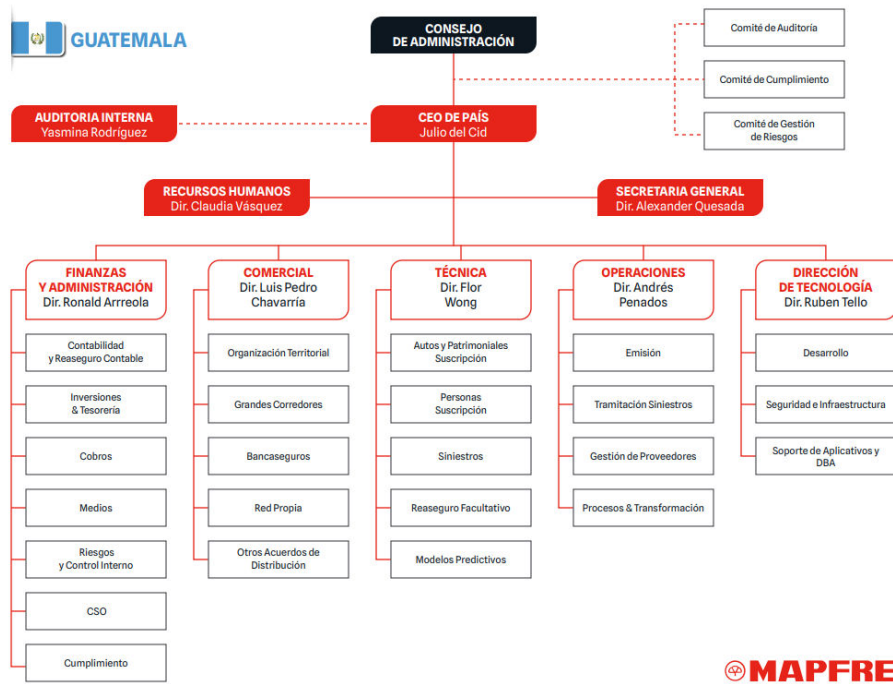 GUATEMALA
CONSEJO
DE ADMINISTRACIÓN
Comité de Auditoría
Comité de Cumplimiento
Comité de Gestión
de Riesgos
AUDITORIA INTERNA
Yasmina Rodríguez
CEO DE PAÍS
Julio del Cid
RECURSOS HUMANOS
Dir. Claudia Vásquez
SECRETARIA GENERAL
Dir. Alexander Quesada
FINANZAS
Y ADMINISTRACIÓN
Dir. Ronald Arrreola
Contabilidad
y Reaseguro Contable
Inversiones
& Tesorería
Cobros
Medios
Riesgos
y Control Interno
CSO
Cumplimiento
COMERCIAL
Dir. Luis Pedro
Chavarría
Organización Territorial
Grandes Corredores
Bancaseguros
Red Propia
Otros Acuerdos de
Distribución
TÉCNICA
Dir. Flor
Wong
Autos y Patrimoniales
Suscripción
Personas
Suscripción
Siniestros
Reaseguro Facultativo
Modelos Predictivos
OPERACIONES
Dir. Andrés
Penados
Emisión
Tramitación Siniestros
Gestión de Proveedores
Procesos & Transformación
DIRECCIÓN
DE TECNOLOGÍA
Dir. Ruben Tello
Desarrollo
Seguridad e Infraestructura
Soporte de Aplicativos y
DBA
MAPFRE